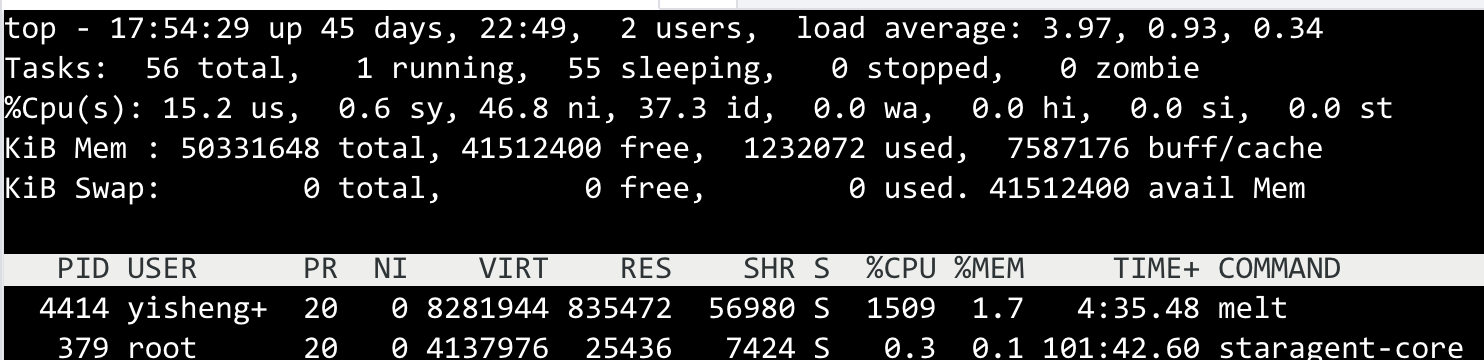 top - 17:54:29 up 45 days, 22:49,  2 users,  load average: 3.97, 0.93, 0.34
Tasks:  56 total,   1 running,  55 sleeping,   0 stopped,   0 zombie
%Cpu(s): 15.2 us,  0.6 sy, 46.8 ni, 37.3 id,  0.0 wa,  0.0 hi,  0.0 si,  0.0 st
KiB Mem : 50331648 total, 41512400 free,  1232072 used,  7587176 buff/cache
KiB Swap:        0 total,        0 free,        0 used. 41512400 avail Mem
  PID USER      PR  NI    VIRT    RES    SHR S  %CPU %MEM     TIME+ COMMAND
 4414 yisheng+  20   0 8281944 835472  56980 S  1509  1.7   4:35.48 melt
  379 root      20   0 4137976  25436   7424 S   0.3  0.1 101:42.60 staragent-core